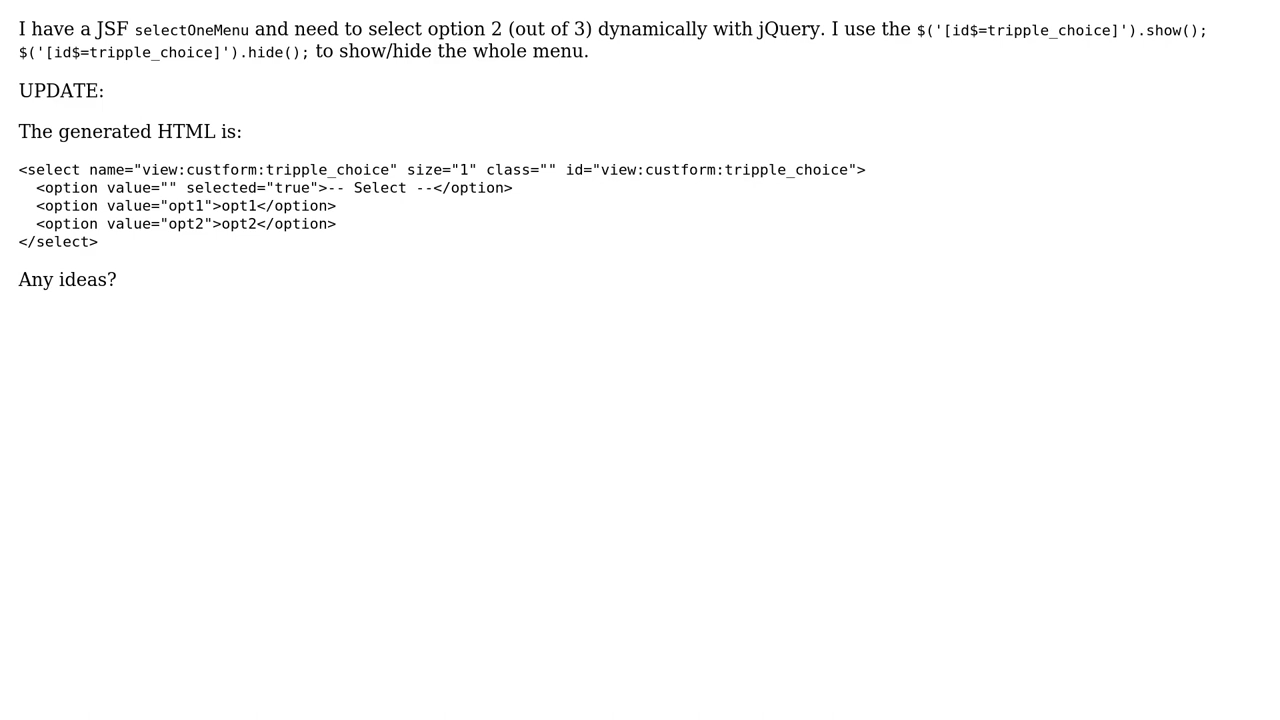 I have a JSF selectOneMenu and need to select option 2 (out of 3) dynamically with jQuery. I use the $('[id$=tripple_choice]').show();
$('[id$=tripple_choice]').hide(); to show/hide the whole menu.
UPDATE:
The generated HTML is:
<select name="view:custform:tripple_choice" size="1" class="" id="view:custform:tripple_choice">
  <option value="" selected="true">-- Select --</option>
  <option value="opt1">opt1</option>
  <option value="opt2">opt2</option>
</select>
Any ideas?